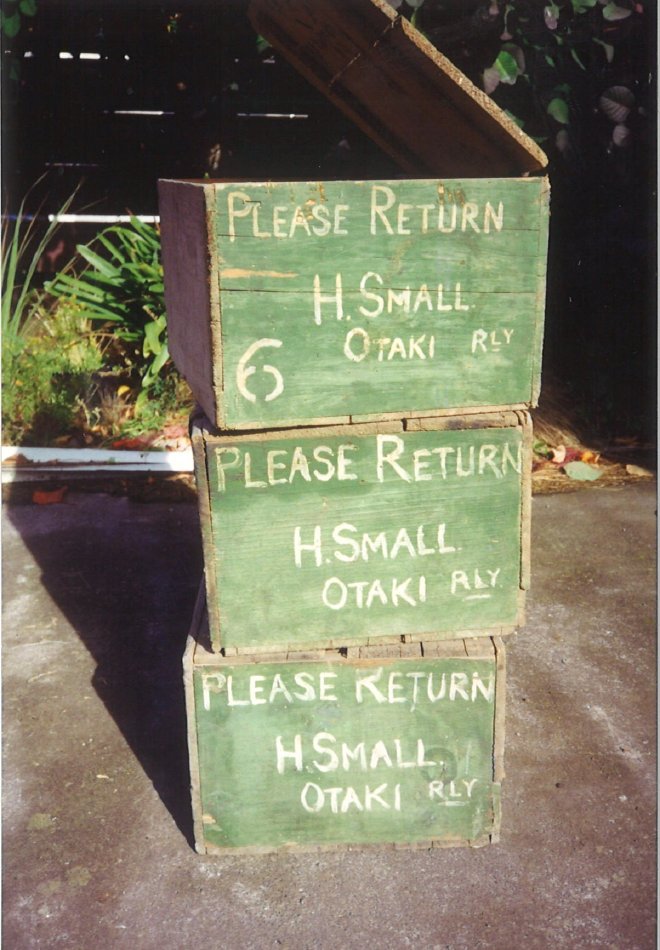 PLEASE RETURN
H. SMALL.
OTAKI RLY
6
PLEASE RETURN
H. SMALL.
OTAKI RLY.
PLEASE RETURN
H. SMALL.
OTAKI RLY